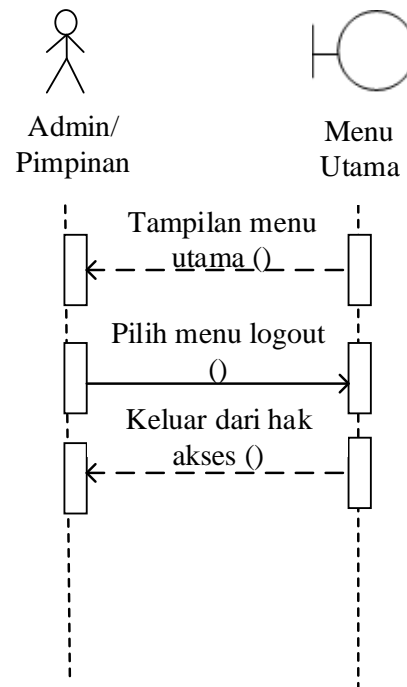 Admin/
Pimpinan
Menu
Utama
Tampilan menu
utama ()
Pilih menu logout
()
Keluar dari hak
akses ()